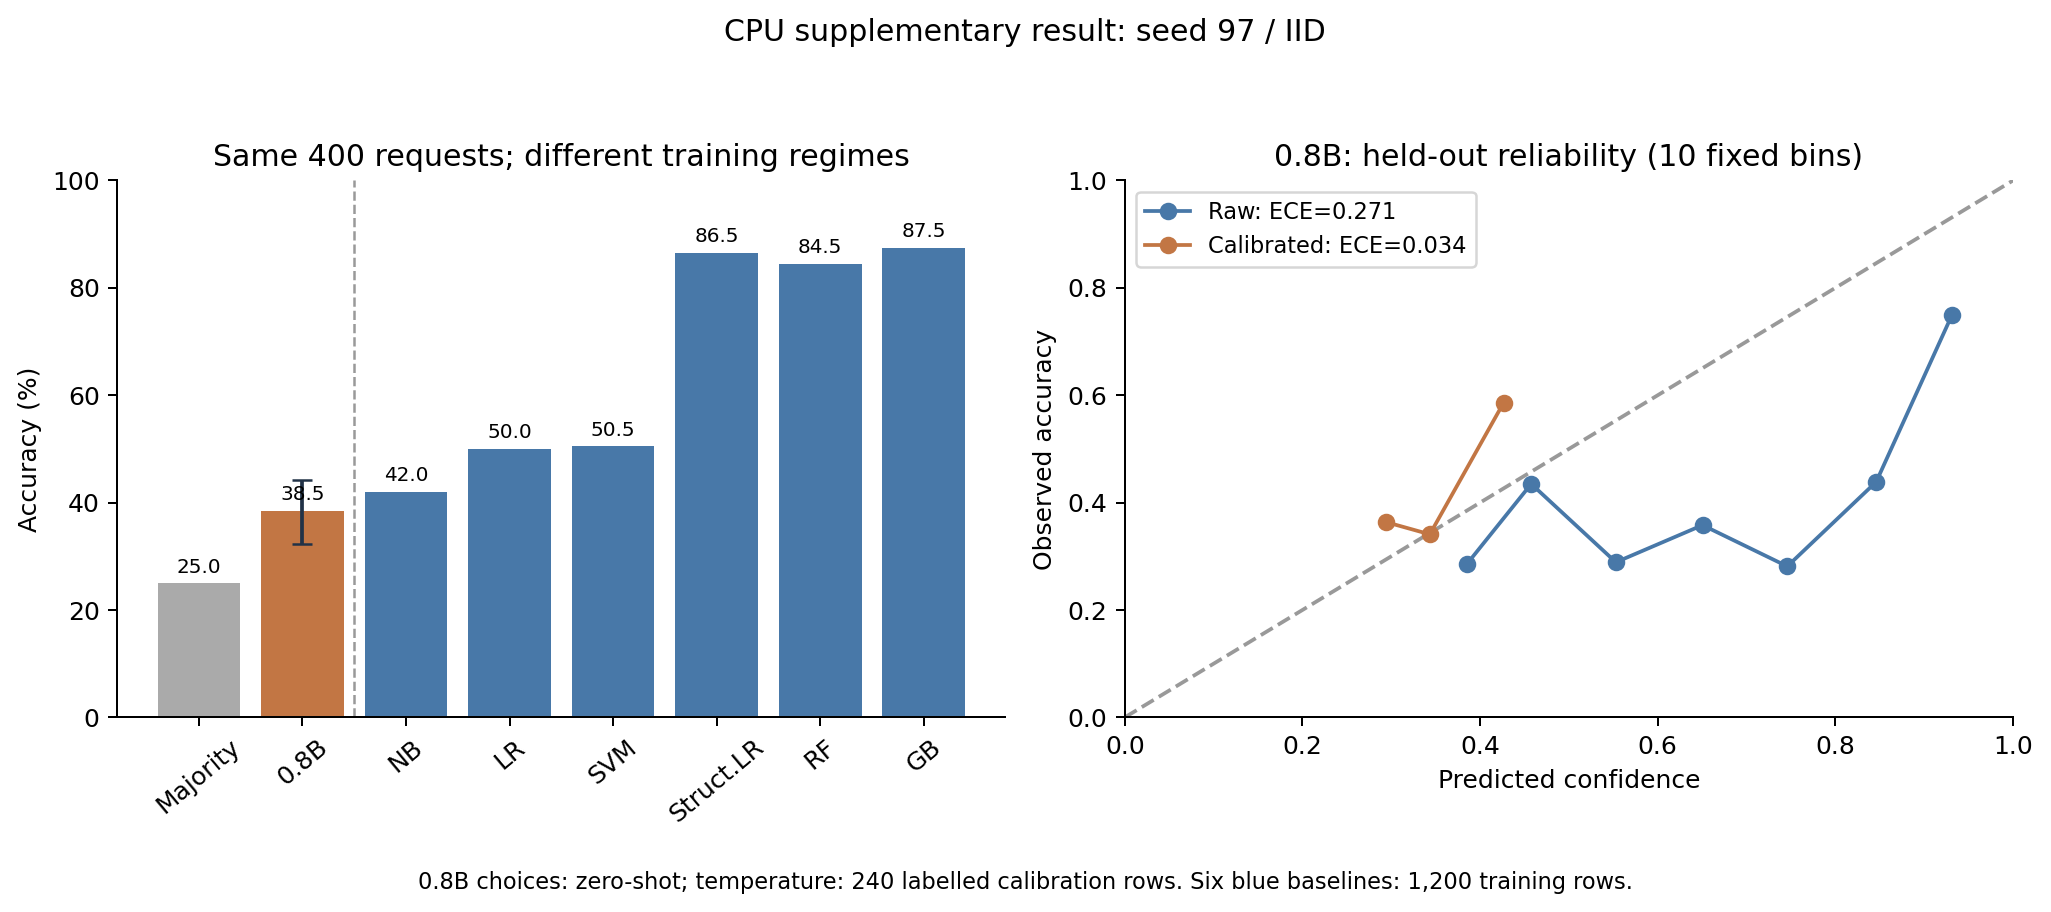 CPU supplementary result: seed 97 / IID
Same 400 requests; different training regimes
Accuracy (%)
100
80
60
40
20
0
25.0
38.5
42.0
50.0
50.5
86.5
84.5
87.5
Majority
0.8B
NB
LR
SVM
Struct.LR
RF
GB
0.8B: held-out reliability (10 fixed bins)
Raw: ECE=0.271
Calibrated: ECE=0.034
Observed accuracy
1.0
0.8
0.6
0.4
0.2
0.0
0.0
0.2
0.4
0.6
0.8
1.0
Predicted confidence
0.8B choices: zero-shot; temperature: 240 labelled calibration rows. Six blue baselines: 1,200 training rows.